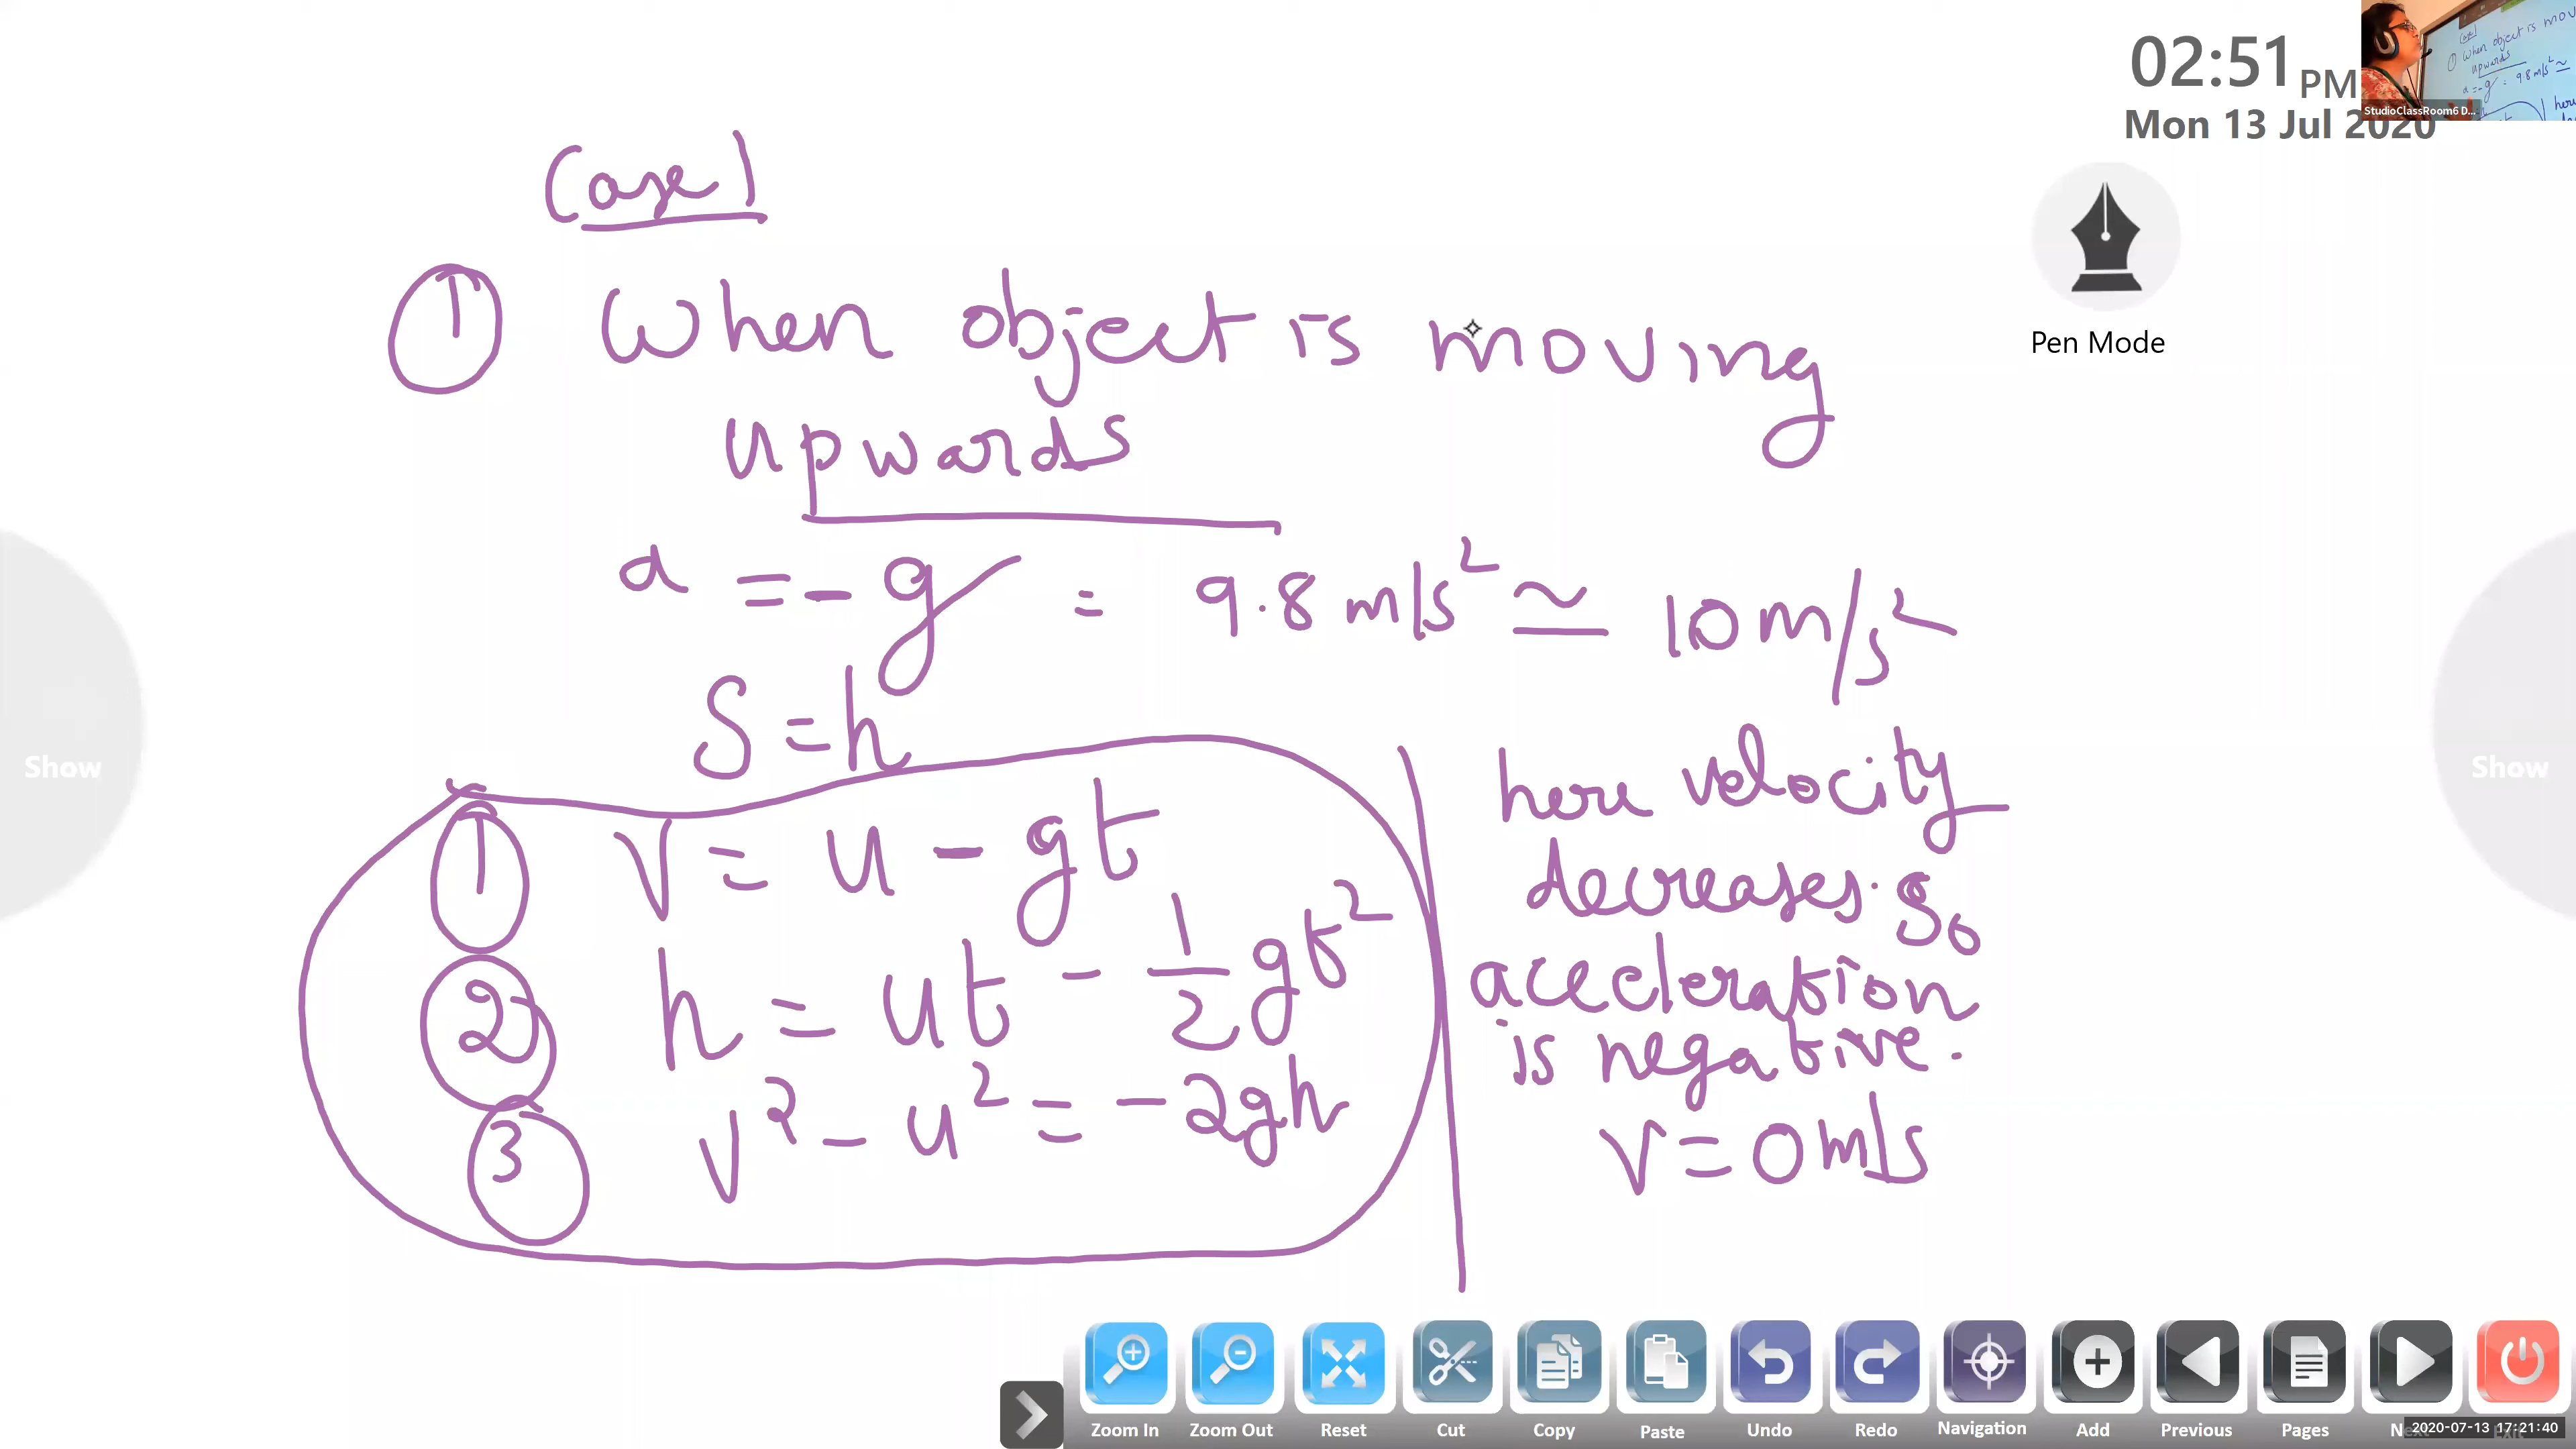 02:51 PM
Mon 13 Jul 2020
StudioClassRoom6 D...
Pen Mode
Case 1
① When object is moving
upwards
a = - g = 9.8 m/s² ≃ 10 m/s²
S = h
① v = u - gt
② h = ut - 1/2 gt²
③ v² - u² = -2gh
here velocity
decreases. So
acecleration
is negative.
v = 0 m/s
Show
Show
Zoom In Zoom Out Reset Cut Copy Paste Undo Redo Navigation Add Previous Pages
2020-07-13 17:21:40